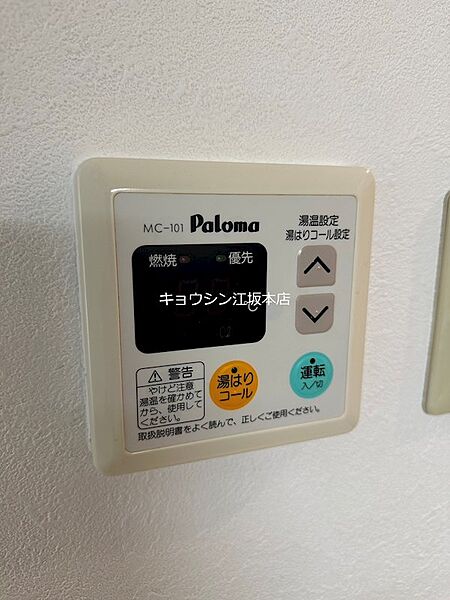 MC-101 Paloma
湯温設定
湯はりコール設定
燃焼 優先
キョウシン江坂本店
警告
やけど注意
湯温を確かめて
から、使用して
ください。
湯はり
コール
運転
入/切
取扱説明書をよく読んで、正しくご使用ください。